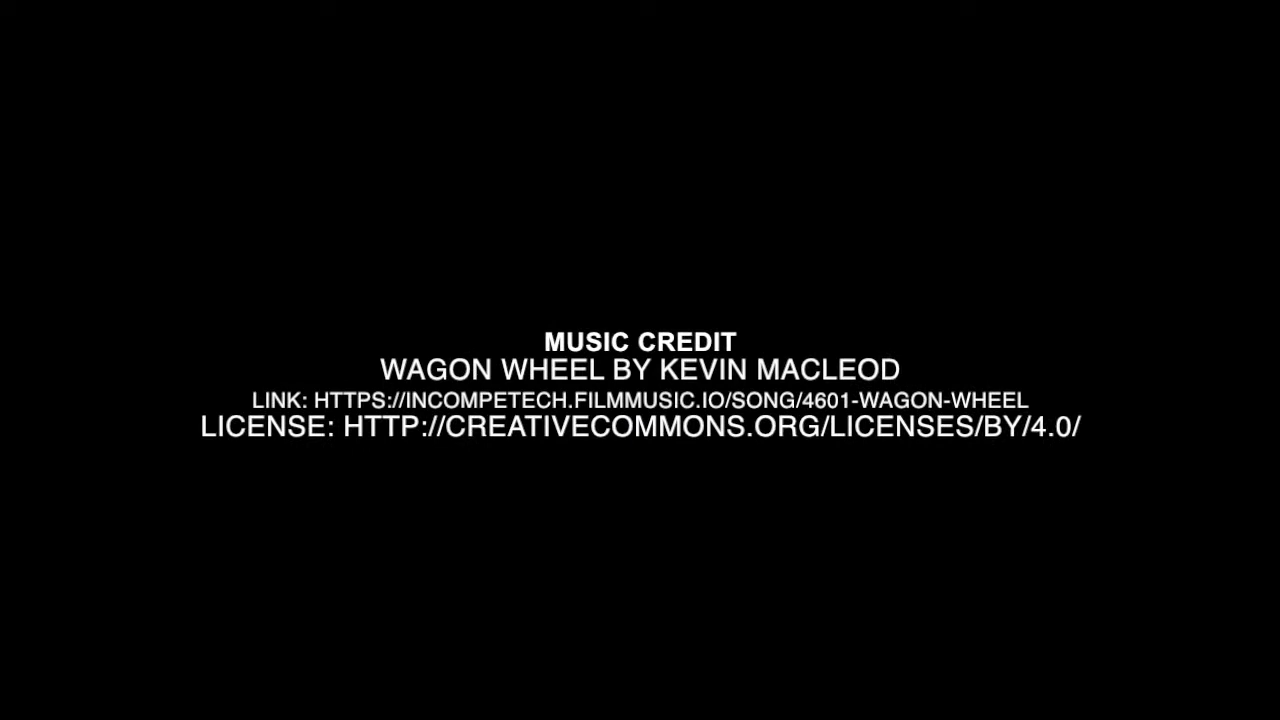 MUSIC CREDIT
WAGON WHEEL BY KEVIN MACLEOD
LINK: HTTPS://INCOMPETECH.FILMMUSIC.IO/SONG/4601-WAGON-WHEEL
LICENSE: HTTP://CREATIVECOMMONS.ORG/LICENSES/BY/4.0/